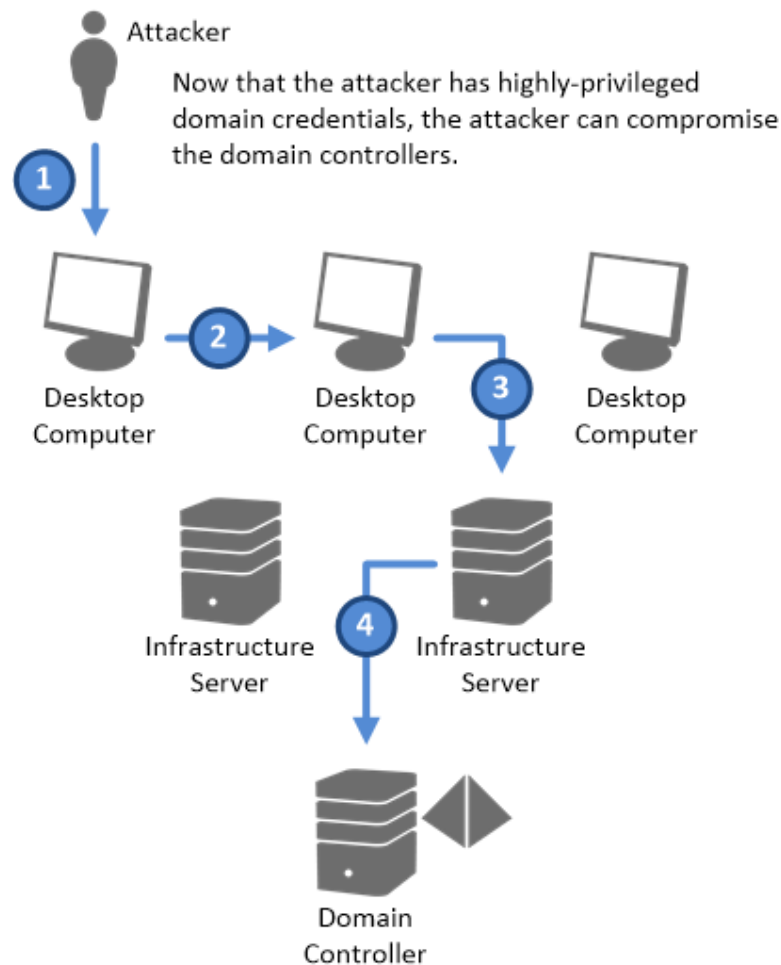 Attacker
Now that the attacker has highly-privileged
domain credentials, the attacker can compromise
the domain controllers.
1
2
3
Desktop
Computer
Desktop
Computer
Desktop
Computer
4
Infrastructure
Server
Infrastructure
Server
Domain
Controller